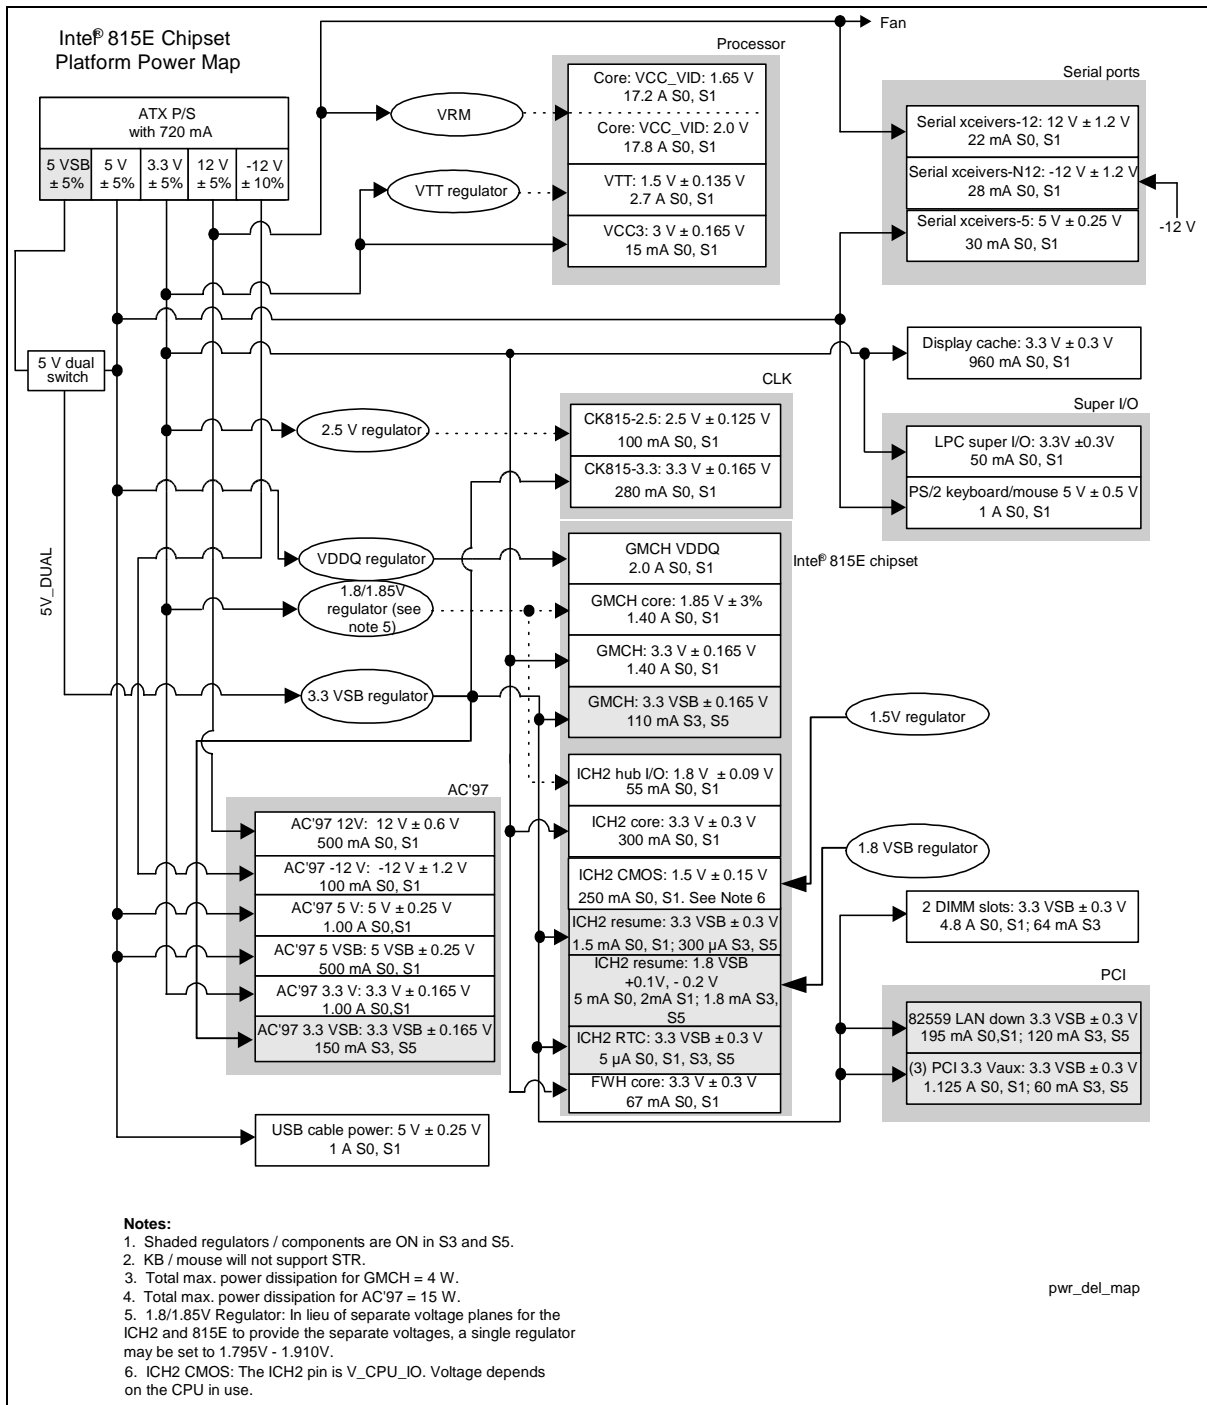 Intel® 815E Chipset
Platform Power Map
ATX P/S
with 720 mA
5 VSB
± 5%
5 V
± 5%
3.3 V
± 5%
12 V
± 5%
-12 V
± 10%
Fan
Processor
VRM
Core: VCC_VID: 1.65 V
17.2 A S0, S1
Core: VCC_VID: 2.0 V
17.8 A S0, S1
VTT regulator
VTT: 1.5 V ± 0.135 V
2.7 A S0, S1
VCC3: 3 V ± 0.165 V
15 mA S0, S1
Serial ports
Serial xceivers-12: 12 V ± 1.2 V
22 mA S0, S1
Serial xceivers-N12: -12 V ± 1.2 V
28 mA S0, S1
Serial xceivers-5: 5 V ± 0.25 V
30 mA S0, S1
-12 V
5 V dual
switch
Display cache: 3.3 V ± 0.3 V
960 mA S0, S1
Super I/O
LPC super I/O: 3.3V ±0.3V
50 mA S0, S1
PS/2 keyboard/mouse 5 V ± 0.5 V
1 A S0, S1
CLK
2.5 V regulator
CK815-2.5: 2.5 V ± 0.125 V
100 mA S0, S1
CK815-3.3: 3.3 V ± 0.165 V
280 mA S0, S1
5V_DUAL
Intel® 815E chipset
VDDQ regulator
GMCH VDDQ
2.0 A S0, S1
1.8/1.85V
regulator (see
note 5)
GMCH core: 1.85 V ± 3%
1.40 A S0, S1
GMCH: 3.3 V ± 0.165 V
1.40 A S0, S1
3.3 VSB regulator
GMCH: 3.3 VSB ± 0.165 V
110 mA S3, S5
1.5V regulator
ICH2 hub I/O: 1.8 V ± 0.09 V
55 mA S0, S1
ICH2 core: 3.3 V ± 0.3 V
300 mA S0, S1
1.8 VSB regulator
ICH2 CMOS: 1.5 V ± 0.15 V
250 mA S0, S1. See Note 6
ICH2 resume: 3.3 VSB ± 0.3 V
1.5 mA S0, S1; 300 µA S3, S5
ICH2 resume: 1.8 VSB
+0.1V, - 0.2 V
5 mA S0, 2mA S1; 1.8 mA S3,
S5
ICH2 RTC: 3.3 VSB ± 0.3 V
5 µA S0, S1, S3, S5
FWH core: 3.3 V ± 0.3 V
67 mA S0, S1
AC'97
AC'97 12V: 12 V ± 0.6 V
500 mA S0, S1
AC'97 -12 V: -12 V ± 1.2 V
100 mA S0, S1
AC'97 5 V: 5 V ± 0.25 V
1.00 A S0,S1
AC'97 5 VSB: 5 VSB ± 0.25 V
500 mA S0, S1
AC'97 3.3 V: 3.3 V ± 0.165 V
1.00 A S0,S1
AC'97 3.3 VSB: 3.3 VSB ± 0.165 V
150 mA S3, S5
USB cable power: 5 V ± 0.25 V
1 A S0, S1
2 DIMM slots: 3.3 VSB ± 0.3 V
4.8 A S0, S1; 64 mA S3
PCI
82559 LAN down 3.3 VSB ± 0.3 V
195 mA S0,S1; 120 mA S3, S5
(3) PCI 3.3 Vaux: 3.3 VSB ± 0.3 V
1.125 A S0, S1; 60 mA S3, S5
Notes:
1. Shaded regulators / components are ON in S3 and S5.
2. KB / mouse will not support STR.
3. Total max. power dissipation for GMCH = 4 W.
4. Total max. power dissipation for AC'97 = 15 W.
5. 1.8/1.85V Regulator: In lieu of separate voltage planes for the
ICH2 and 815E to provide the separate voltages, a single regulator
may be set to 1.795V - 1.910V.
6. ICH2 CMOS: The ICH2 pin is V_CPU_IO. Voltage depends
on the CPU in use.
pwr_del_map